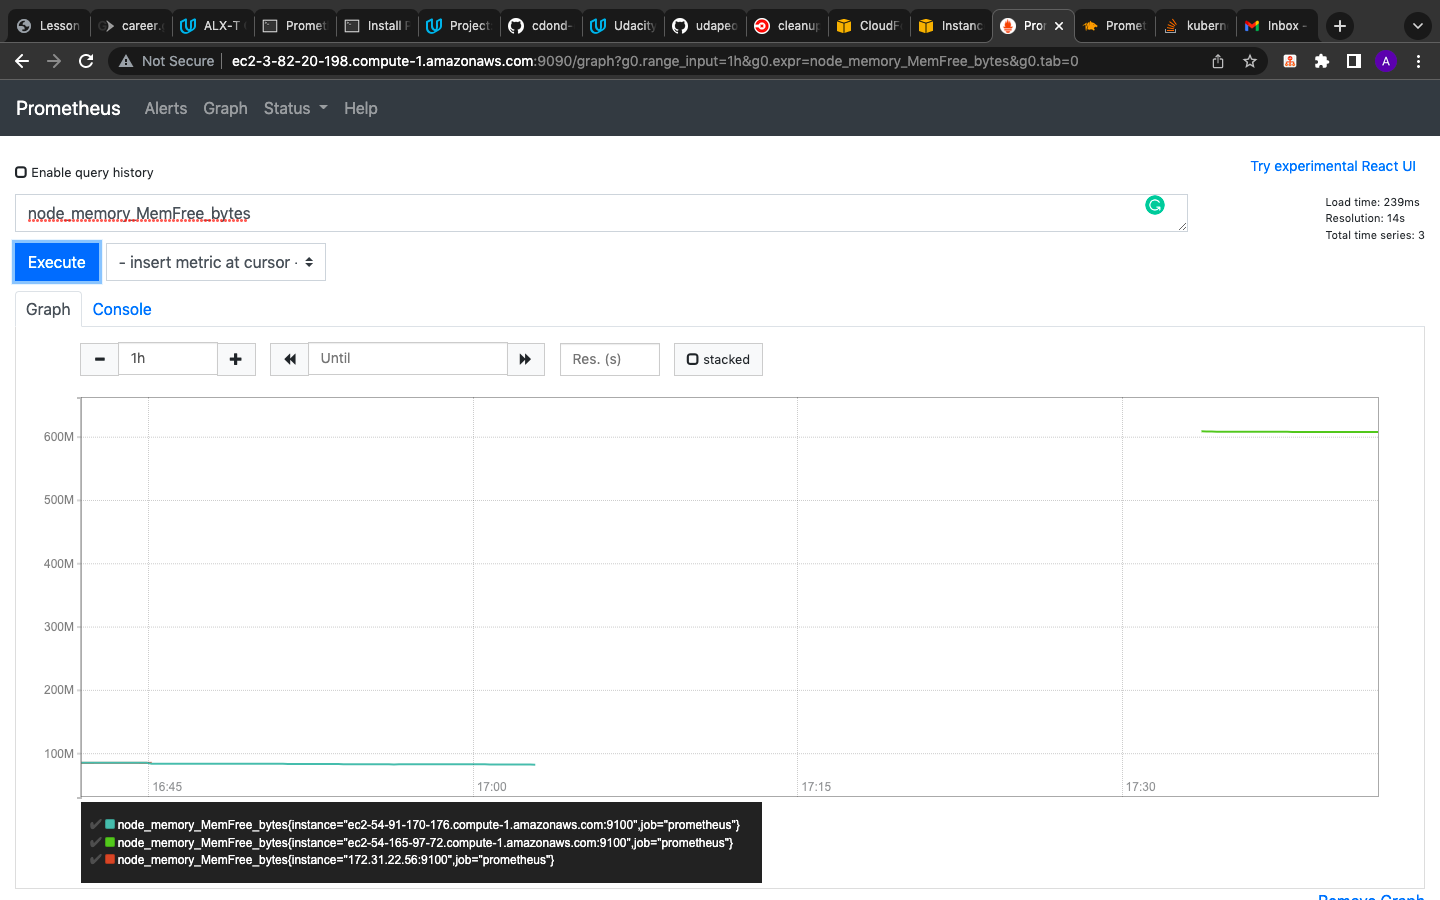 Lesson
career.
ALX-T
Promet
Install
Project:
cdond-
Udacity
udapeo
cleanup
CloudF
Instanc
Pro
Promet
kubern
Inbox -
Not Secure
ec2-3-82-20-198.compute-1.amazonaws.com:9090/graph?g0.range_input=1h&g0.expr=node_memory_MemFree_bytes&g0.tab=0
A
Prometheus Alerts Graph Status Help
Enable query history
Try experimental React UI
node_memory_MemFree_bytes
Load time: 239ms
Resolution: 14s
Total time series: 3
Execute
- insert metric at cursor -
Graph Console
1h
Until
Res. (s)
stacked
600M
500M
400M
300M
200M
100M
16:45 17:00 17:15 17:30
node_memory_MemFree_bytes{instance="ec2-54-91-170-176.compute-1.amazonaws.com:9100",job="prometheus"}
node_memory_MemFree_bytes{instance="ec2-54-165-97-72.compute-1.amazonaws.com:9100",job="prometheus"}
node_memory_MemFree_bytes{instance="172.31.22.56:9100",job="prometheus"}
Remove Graph